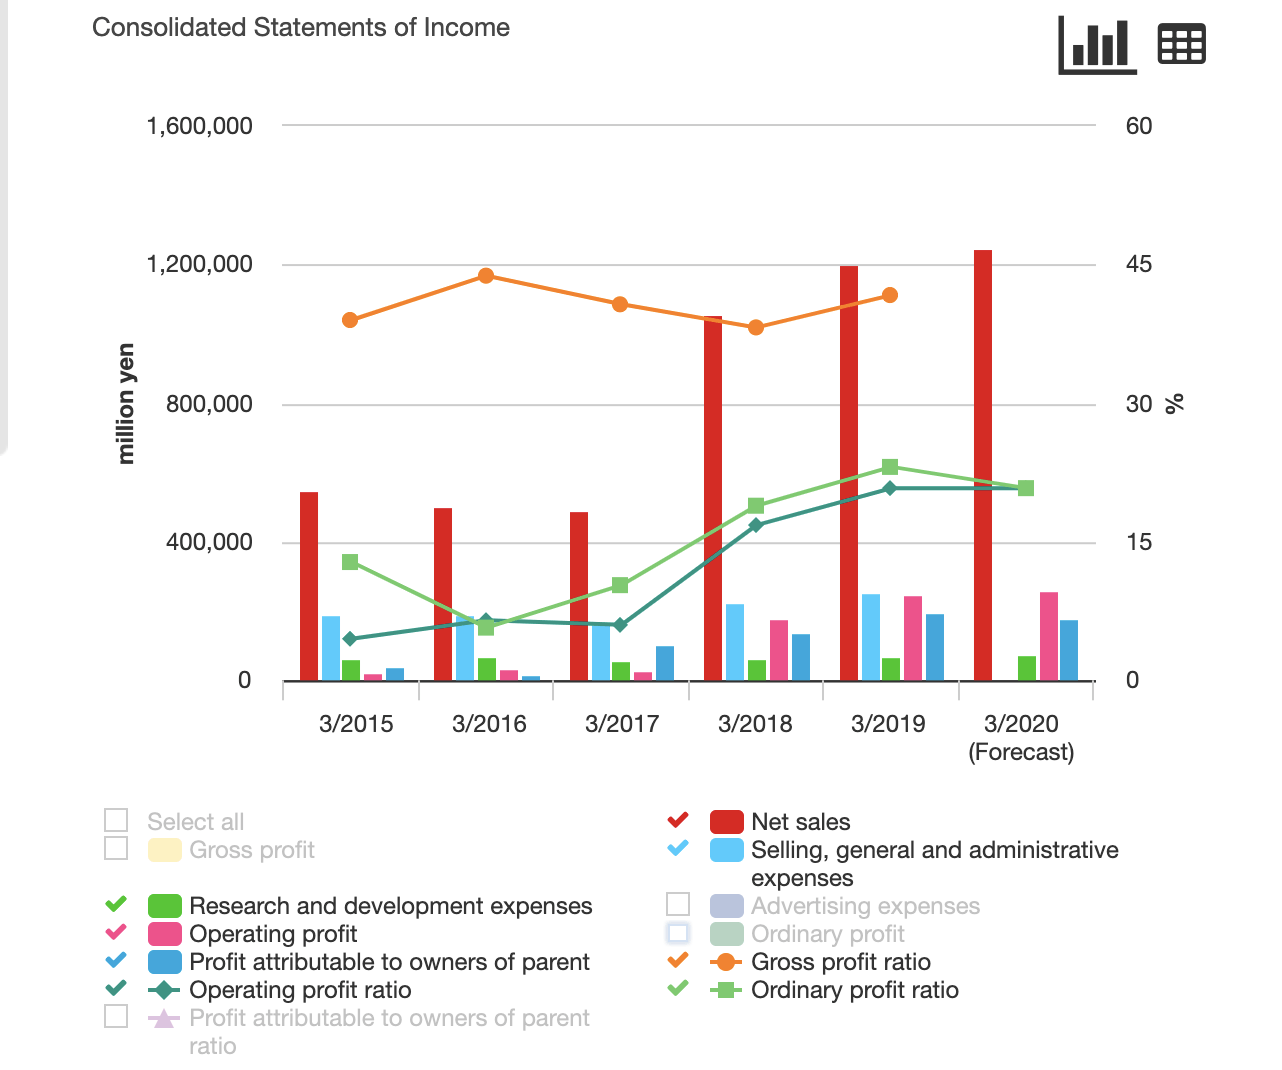 Consolidated Statements of Income
1,600,000
60
1,200,000
45
million yen
800,000
30
%
400,000
15
0
0
3/2015
3/2016
3/2017
3/2018
3/2019
3/2020
(Forecast)
Select all
Net sales
Gross profit
Selling, general and administrative
expenses
Research and development expenses
Advertising expenses
Operating profit
Ordinary profit
Profit attributable to owners of parent
Gross profit ratio
Operating profit ratio
Ordinary profit ratio
Profit attributable to owners of parent
ratio